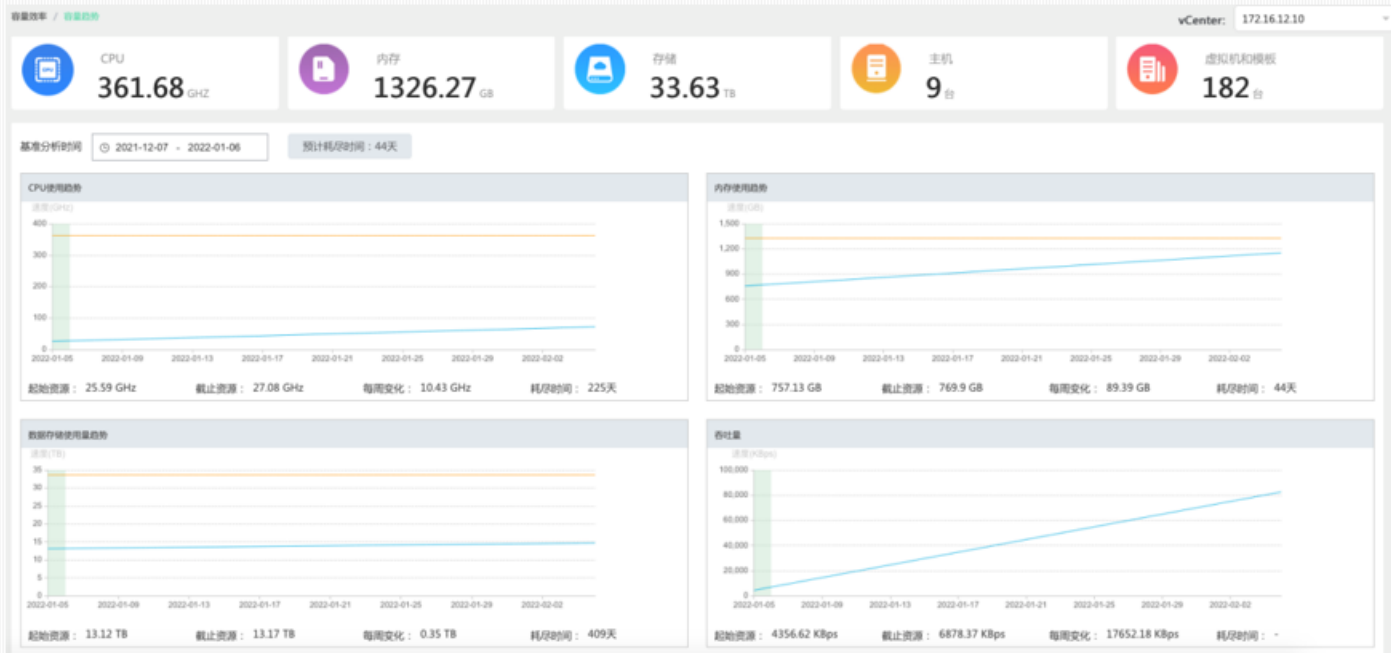 容量效率 / 容量趋势
vCenter: 172.16.12.10
CPU
361.68 GHZ
内存
1326.27 GB
存储
33.63 TB
主机
9 台
虚拟机和模板
182 台
基准分析时间 2021-12-07 - 2022-01-06 预计耗尽时间：44天
CPU使用趋势
速度(GHz)
400
300
200
100
0
2022-01-05 2022-01-09 2022-01-13 2022-01-17 2022-01-21 2022-01-25 2022-01-29 2022-02-02
起始资源： 25.59 GHz 截止资源： 27.08 GHz 每周变化： 10.43 GHz 耗尽时间： 225天
内存使用趋势
速度(GB)
1,500
1,200
900
600
300
0
2022-01-05 2022-01-09 2022-01-13 2022-01-17 2022-01-21 2022-01-25 2022-01-29 2022-02-02
起始资源： 757.13 GB 截止资源： 769.9 GB 每周变化： 89.39 GB 耗尽时间： 44天
数据存储使用量趋势
速度(TB)
35
30
25
20
15
10
5
0
2022-01-05 2022-01-09 2022-01-13 2022-01-17 2022-01-21 2022-01-25 2022-01-29 2022-02-02
起始资源： 13.12 TB 截止资源： 13.17 TB 每周变化： 0.35 TB 耗尽时间： 409天
吞吐量
速度(KBps)
100,000
80,000
60,000
40,000
20,000
0
2022-01-05 2022-01-09 2022-01-13 2022-01-17 2022-01-21 2022-01-25 2022-01-29 2022-02-02
起始资源： 4356.62 KBps 截止资源： 6878.37 KBps 每周变化： 17652.18 KBps 耗尽时间： -